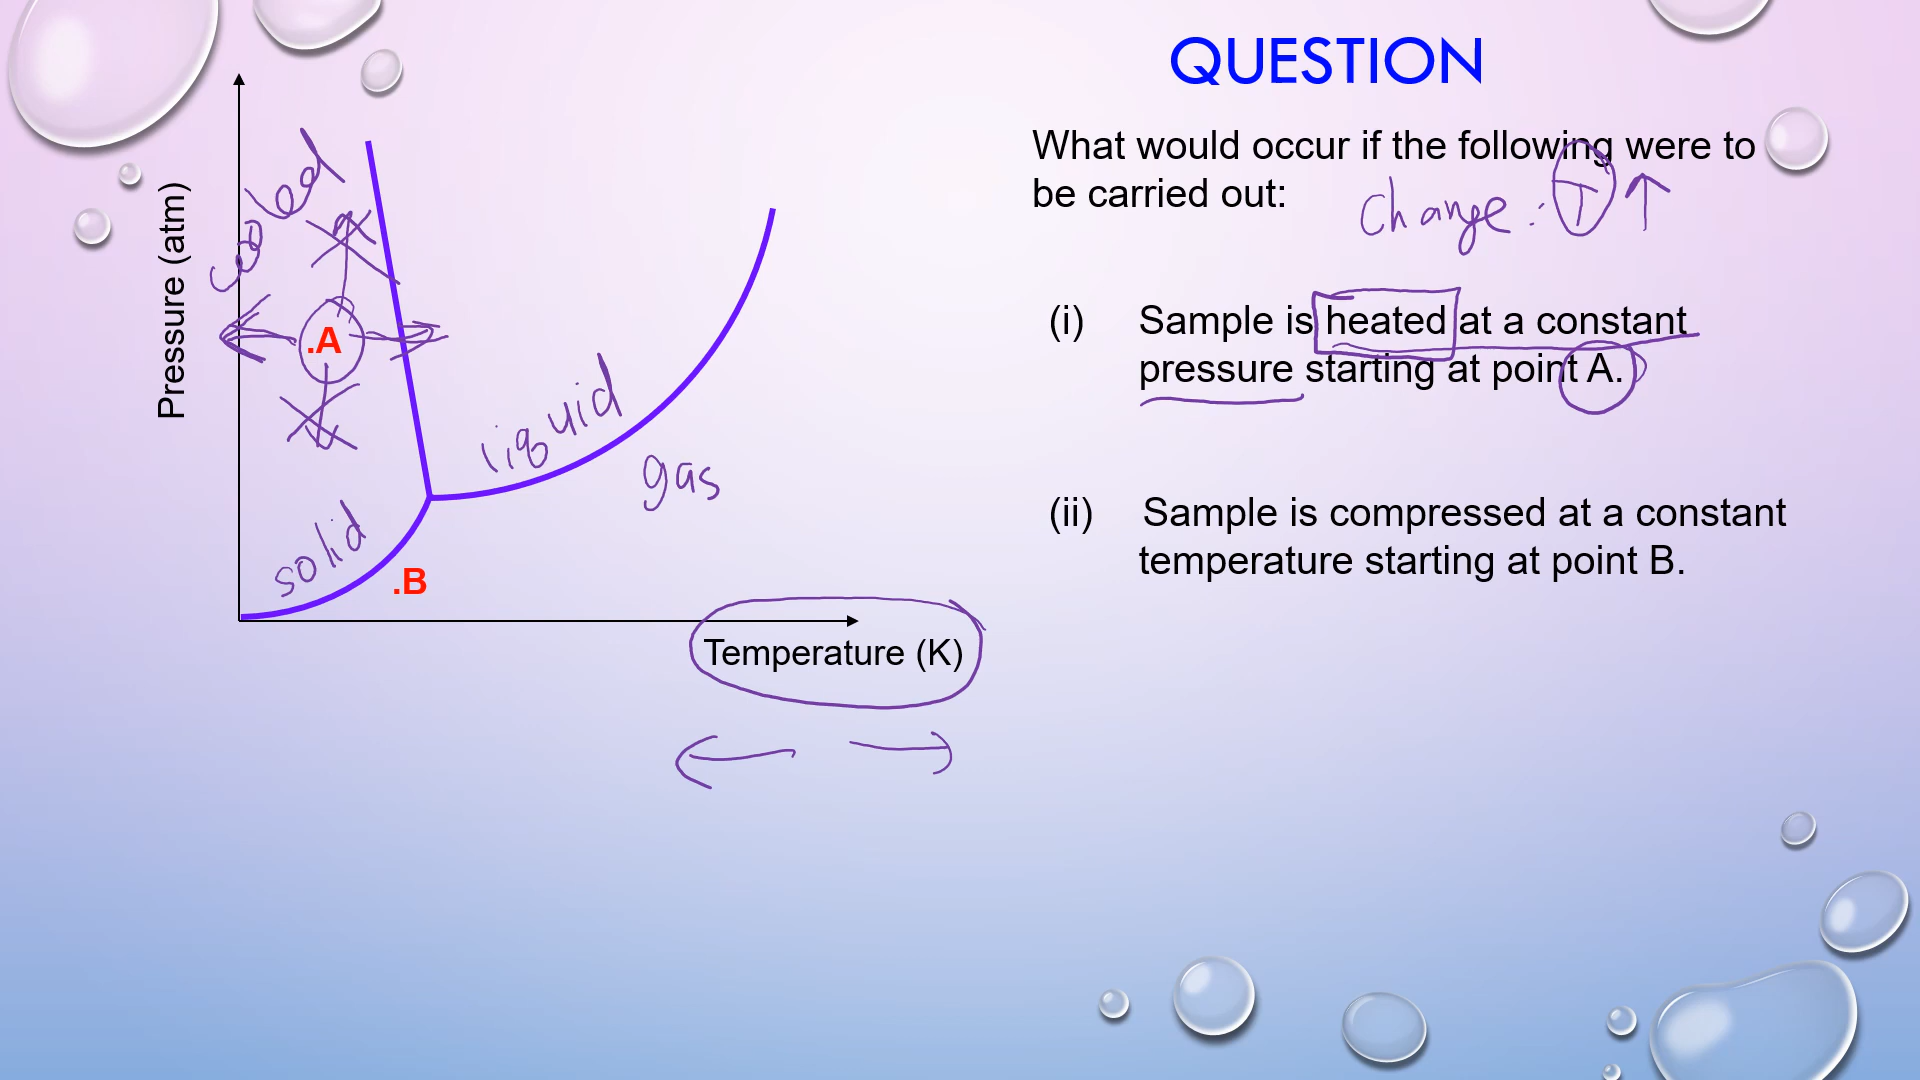 QUESTION
What would occur if the following were to
be carried out:
Change : T ↑
(i) Sample is heated at a constant
pressure starting at point A.
(ii) Sample is compressed at a constant
temperature starting at point B.
Pressure (atm)
cooled
.A
liquid
gas
solid
.B
Temperature (K)